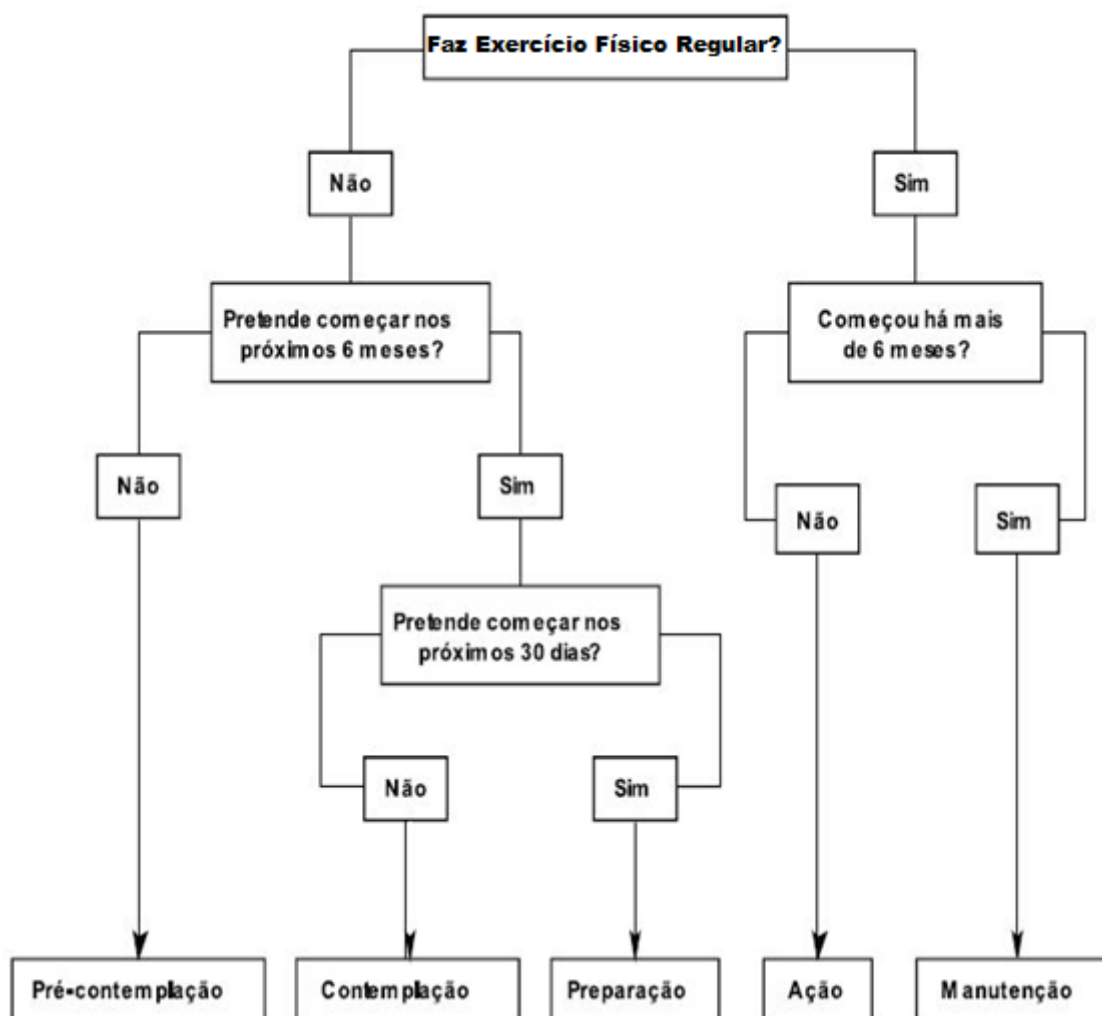 Faz Exercício Físico Regular?
Não
Sim
Pretende começar nos
próximos 6 meses?
Começou há mais
de 6 meses?
Não
Sim
Não
Sim
Pretende começar nos
próximos 30 dias?
Não
Sim
Pré-contemplação
Contemplação
Preparação
Ação
Manutenção